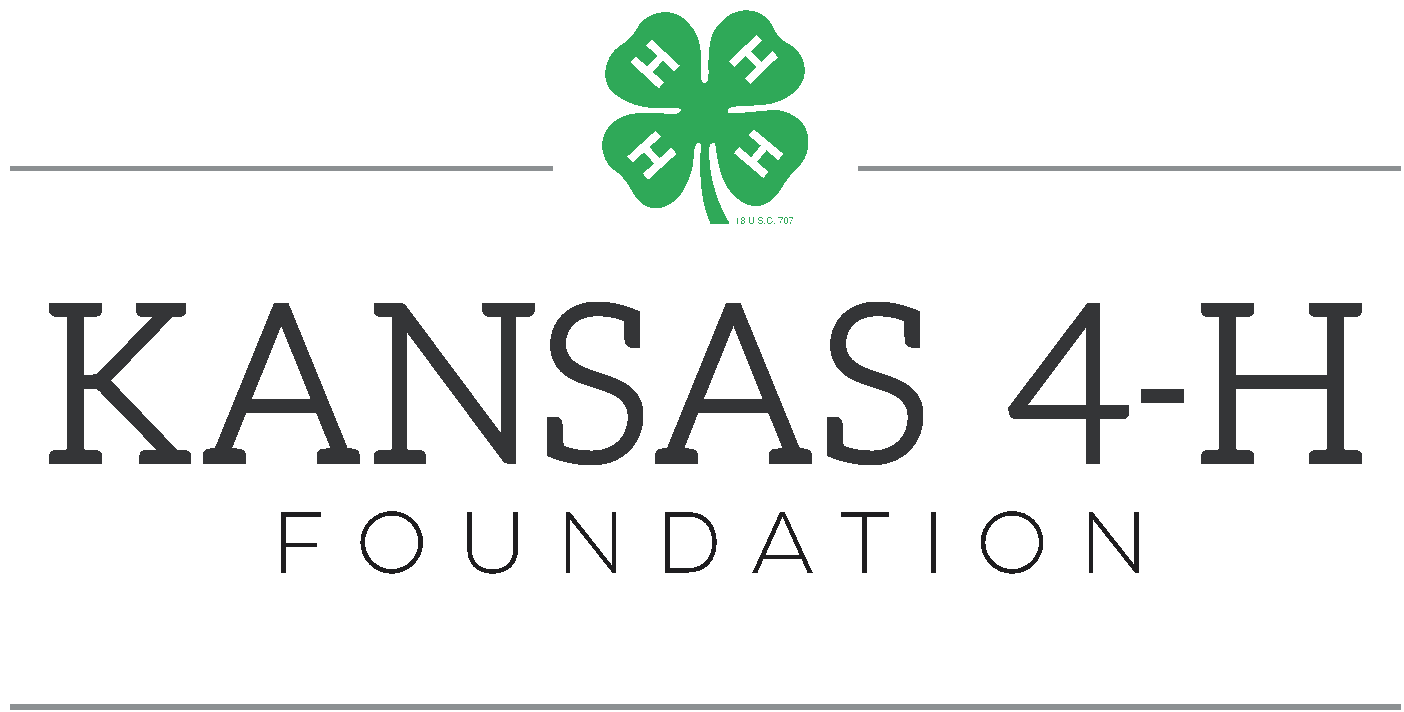 H H
H H
18 U.S.C. 707
KANSAS 4-H
FOUNDATION